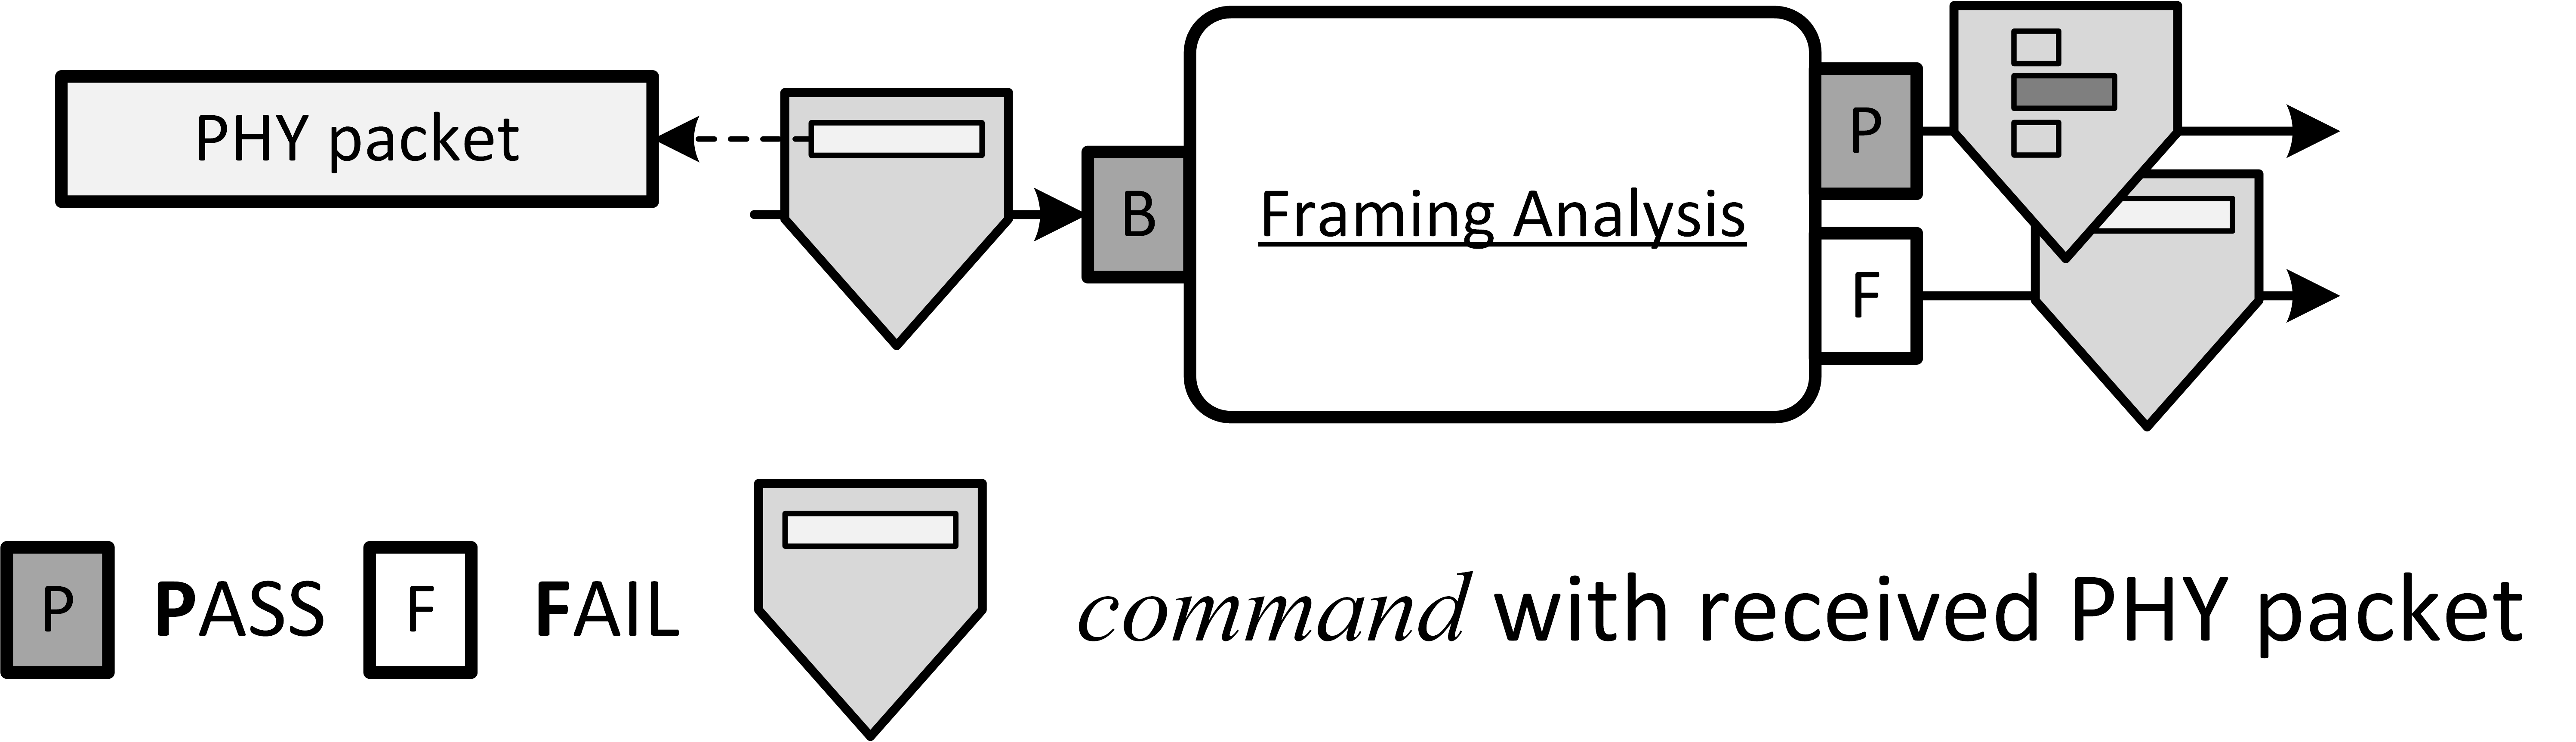 PHY packet
B
Framing Analysis
P
F
P PASS F FAIL command with received PHY packet